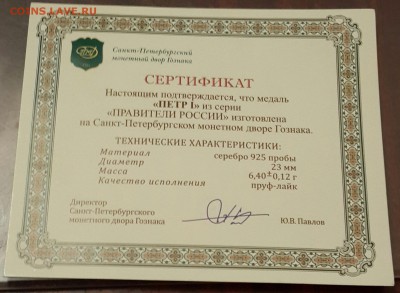 COINS.LAVE.RU
Санкт-Петербургский
монетный двор Гознака
СЕРТИФИКАТ
Настоящим подтверждается, что медаль
«ПЕТР I» из серии
«ПРАВИТЕЛИ РОССИИ» изготовлена
на Санкт-Петербургском монетном дворе Гознака.
ТЕХНИЧЕСКИЕ ХАРАКТЕРИСТИКИ:
Материал серебро 925 пробы
Диаметр 23 мм
Масса 6,40±0,12 г
Качество исполнения пруф-лайк
Директор
Санкт-Петербургского
монетного двора Гознака Ю.В. Павлов